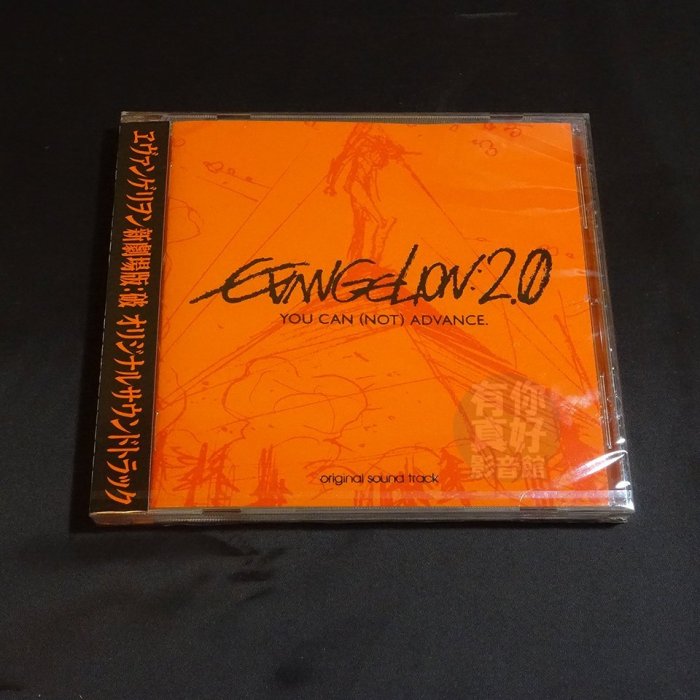 ヱヴァンゲリヲン新劇場版:破 オリジナルサウンドトラック
EVANGELION:2.0
YOU CAN (NOT) ADVANCE.
有你
真好
影音館
original sound track